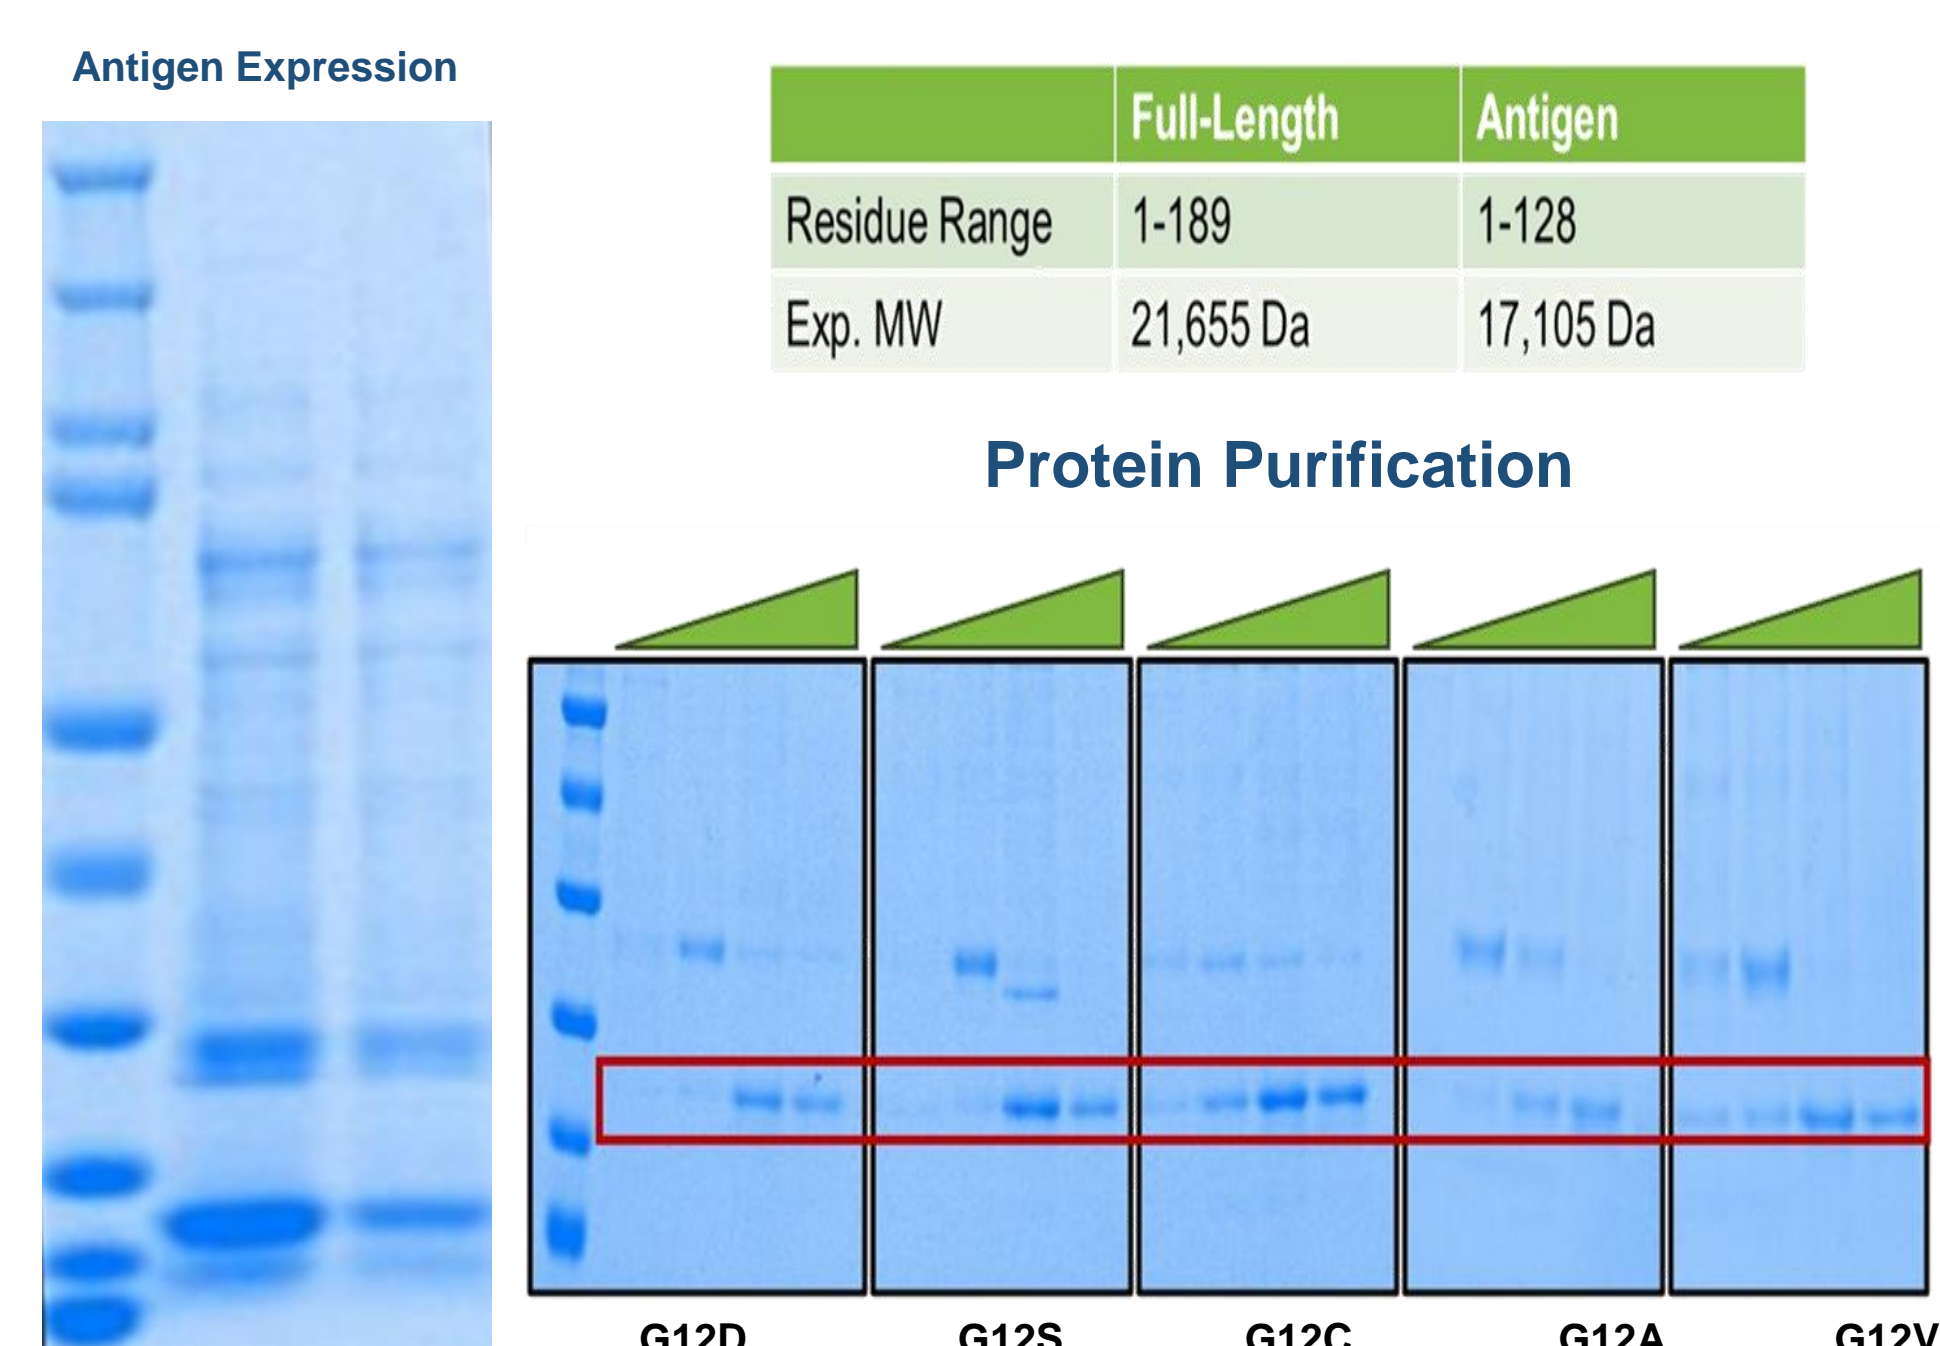 Antigen Expression
Full-Length Antigen
Residue Range 1-189 1-128
Exp. MW 21,655 Da 17,105 Da
Protein Purification
G12D G12S G12C G12A G12V